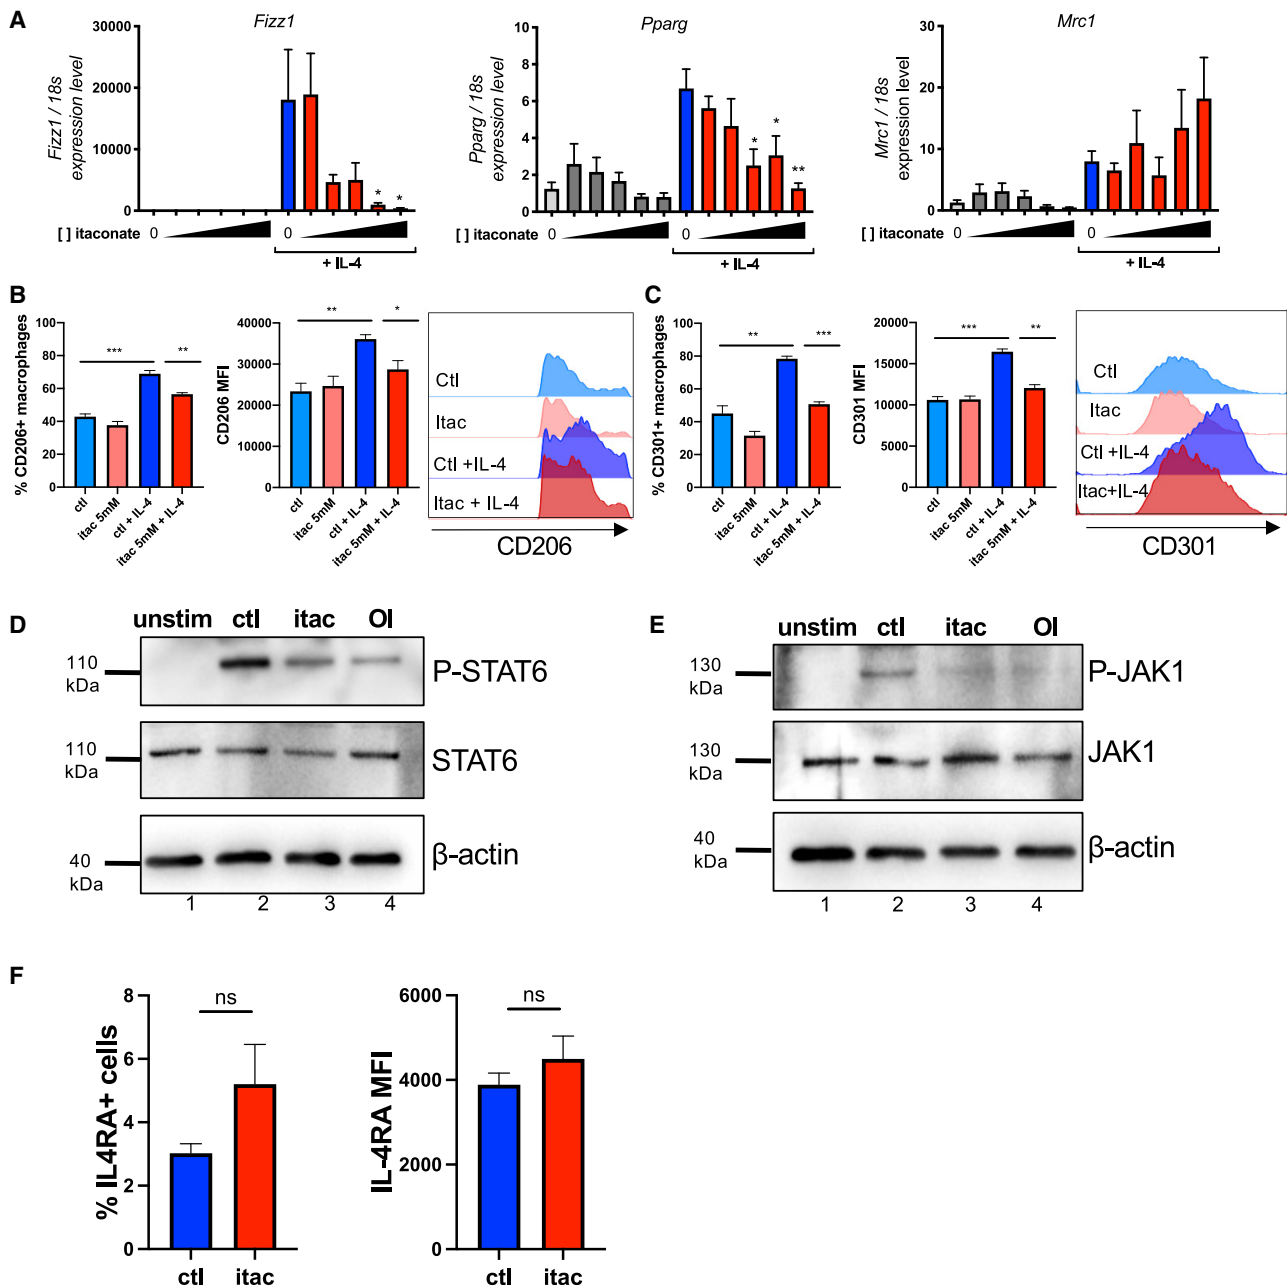 A
Fizz1
Fizz1 / 18s
expression level
30000
20000
10000
0
* *
[ ] itaconate 0 0
+ IL-4
Pparg
Pparg / 18s
expression level
10
8
6
4
2
0
* * **
[ ] itaconate 0 0
+ IL-4
Mrc1
Mrc1 / 18s
expression level
30
20
10
0
[ ] itaconate 0 0
+ IL-4
B
% CD206+ macrophages
100
80
60
40
20
0
*** **
ctl
itac 5mM
ctl + IL-4
itac 5mM + IL-4
CD206 MFI
40000
30000
20000
10000
0
** *
ctl
itac 5mM
ctl + IL-4
itac 5mM + IL-4
Ctl
Itac
Ctl +IL-4
Itac + IL-4
CD206
C
% CD301+ macrophages
100
80
60
40
20
0
** ***
ctl
itac 5mM
ctl + IL-4
itac 5mM + IL-4
CD301 MFI
20000
15000
10000
5000
0
*** **
ctl
itac 5mM
ctl + IL-4
itac 5mM + IL-4
Ctl
Itac
Ctl +IL-4
Itac+IL-4
CD301
D
unstim ctl itac OI
110
kDa
P-STAT6
110
kDa
STAT6
40
kDa
β-actin
1 2 3 4
E
unstim ctl itac OI
130
kDa
P-JAK1
130
kDa
JAK1
40
kDa
β-actin
1 2 3 4
F
% IL4RA+ cells
8
6
4
2
0
ns
ctl itac
IL-4RA MFI
6000
4000
2000
0
ns
ctl itac